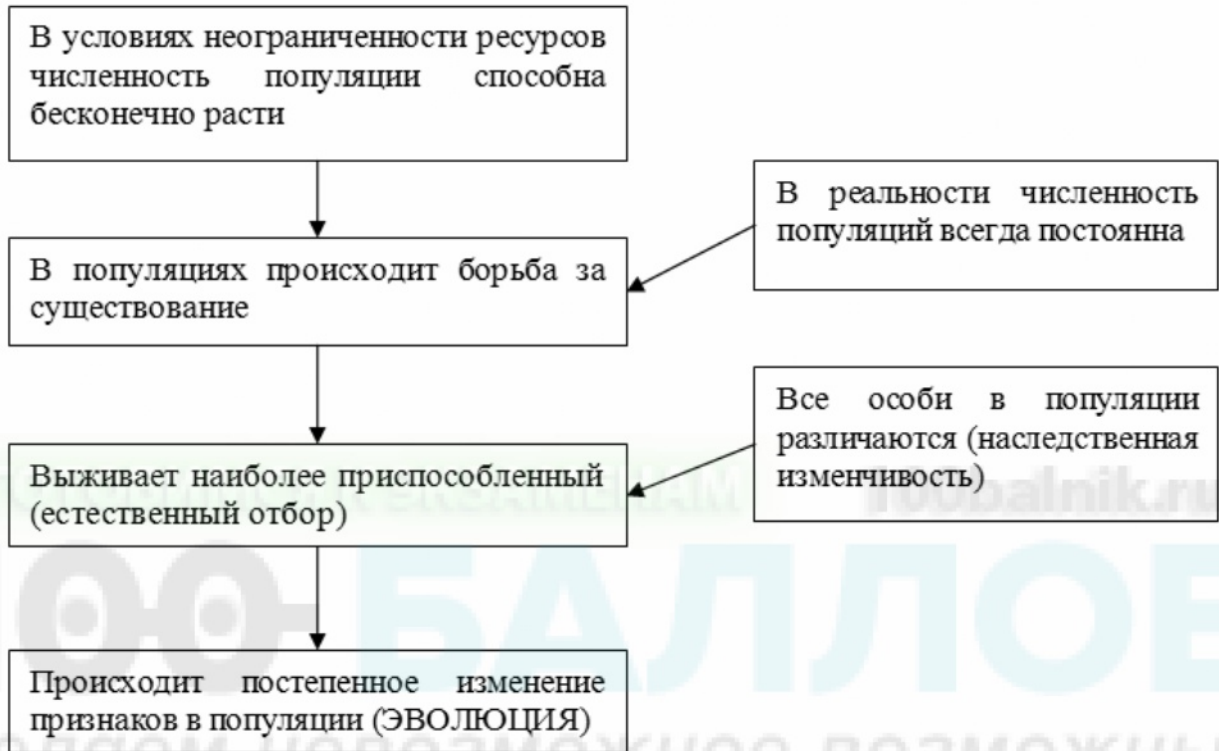 В условиях неограниченности ресурсов
численность популяции способна
бесконечно расти
В реальности численность
популяций всегда постоянна
В популяциях происходит борьба за
существование
Все особи в популяции
различаются (наследственная
изменчивость)
Выживает наиболее приспособленный
(естественный отбор)
100balnik.ru
БАЛЛОВ
Происходит постепенное изменение
признаков в популяции (ЭВОЛЮЦИЯ)